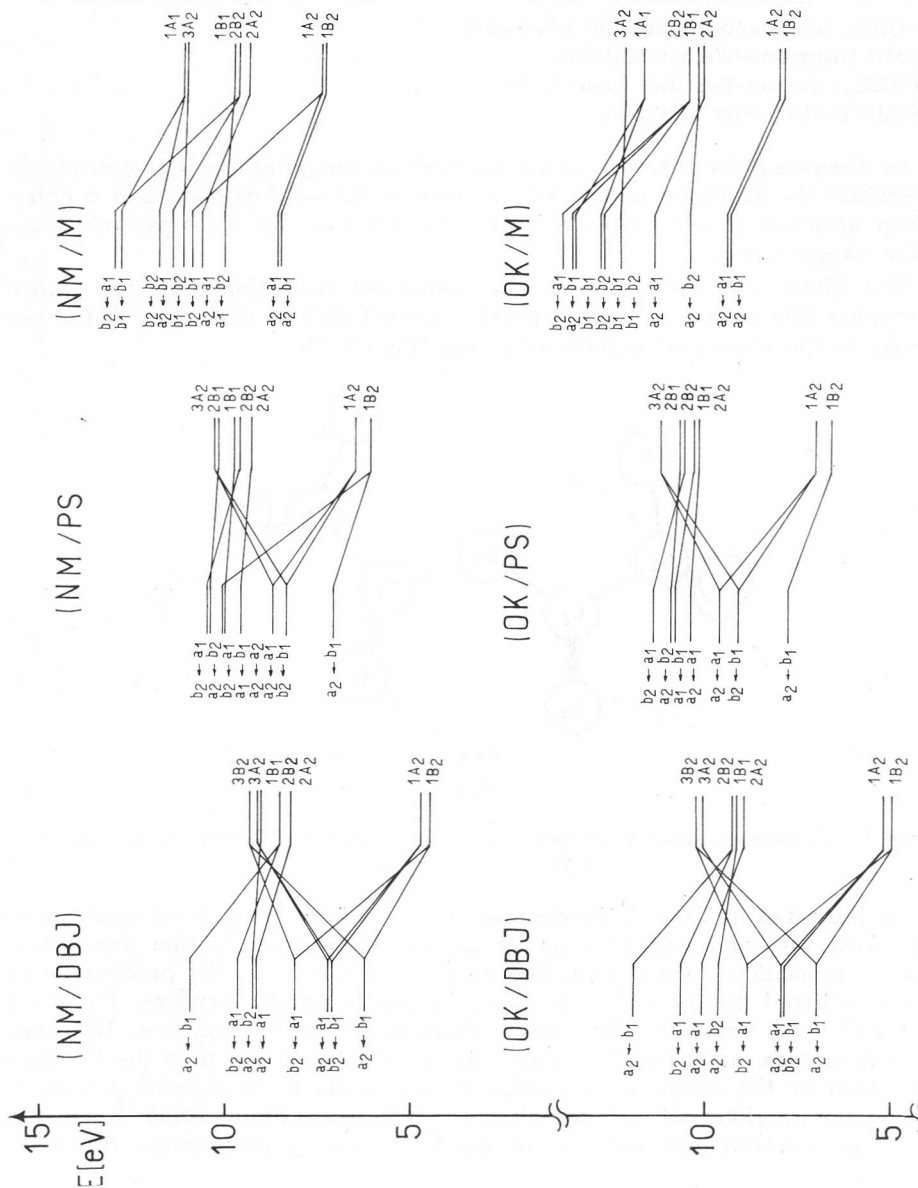 E[eV]
15
10
5
(NM/DBJ)
a2 ← b1
b2 ← a1
a2 ← b2
a2 ← a1
a2 ← a1
a2 ← a1
b2 ← b1
a2 ← b1
3B2
3A2
1B1
2B2
2A2
1A2
1B2
(NM/PS)
b2 ← a1
a2 ← b2
b2 ← a1
a1 ← b1
a2 ← a2
a2 ← a1
b2 ← b1
a2 ← b1
3A2
2B1
1B1
2B2
2A2
1A2
1B2
(NM/M)
b2 ← a1
b1 ← b1
b2 ← b2
a2 ← a2
b1 ← b2
b2 ← b1
a2 ← a1
a1 ← b1
b2 ← b2
a2 ← a1
a2 ← b1
1A1
3A2
1B1
2B2
2A2
1A2
1B2
10
5
(OK/DBJ)
a2 ← b1
b2 ← a1
a2 ← a1
a2 ← b2
b2 ← a1
a2 ← a1
b2 ← b1
a2 ← b1
3B2
3A2
2B2
1B1
2A2
1A2
1B2
(OK/PS)
b2 ← a1
a2 ← b2
a1 ← b1
a2 ← a1
a2 ← a1
b2 ← b1
a2 ← b1
3A2
2B1
2B2
1B1
2A2
1A2
1B2
(OK/M)
b2 ← a1
a2 ← a1
b1 ← b1
b2 ← b2
b1 ← b1
b1 ← b2
a2 ← a1
a2 ← b2
a2 ← a1
a2 ← b1
3A2
1A1
2B2
1B1
2A2
1A2
1B2